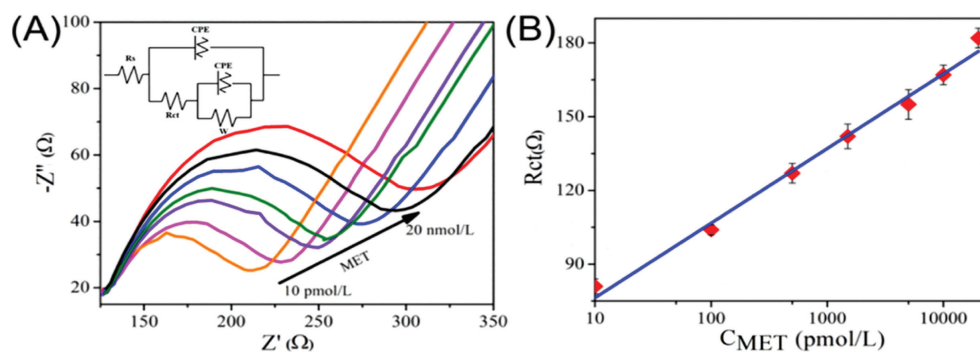 (A)
100
80
60
40
20
-Z" (Ω)
CPE
Rs
CPE
Rct
W
20 nmol/L
MET
10 pmol/L
150 200 250 300 350
Z' (Ω)
(B)
180
150
120
90
Rct(Ω)
10 100 1000 10000
C_MET (pmol/L)